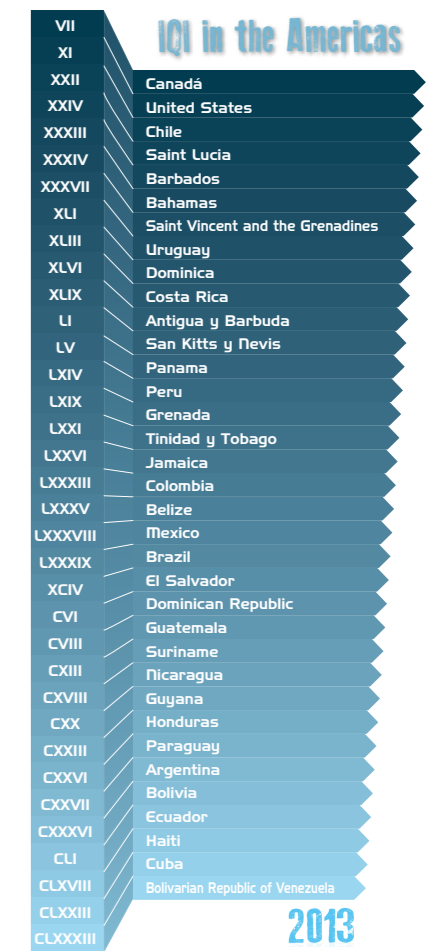 IQI in the Americas
VII
XI
XXII
XXIV
XXXIII
XXXIV
XXXVII
XLI
XLIII
XLVI
XLIX
LI
LV
LXIV
LXIX
LXXI
LXXVI
LXXXIII
LXXXV
LXXXVIII
LXXXIX
XCIV
CVI
CVIII
CXIII
CXVIII
CXX
CXXIII
CXXVI
CXXVII
CXXXVI
CLI
CLXVIII
CLXXIII
CLXXXIII
Canadá
United States
Chile
Saint Lucia
Barbados
Bahamas
Saint Vincent and the Grenadines
Uruguay
Dominica
Costa Rica
Antigua y Barbuda
San Kitts y Nevis
Panama
Peru
Grenada
Tinidad y Tobago
Jamaica
Colombia
Belize
Mexico
Brazil
El Salvador
Dominican Republic
Guatemala
Suriname
Nicaragua
Guyana
Honduras
Paraguay
Argentina
Bolivia
Ecuador
Haiti
Cuba
Bolivarian Republic of Venezuela
2013